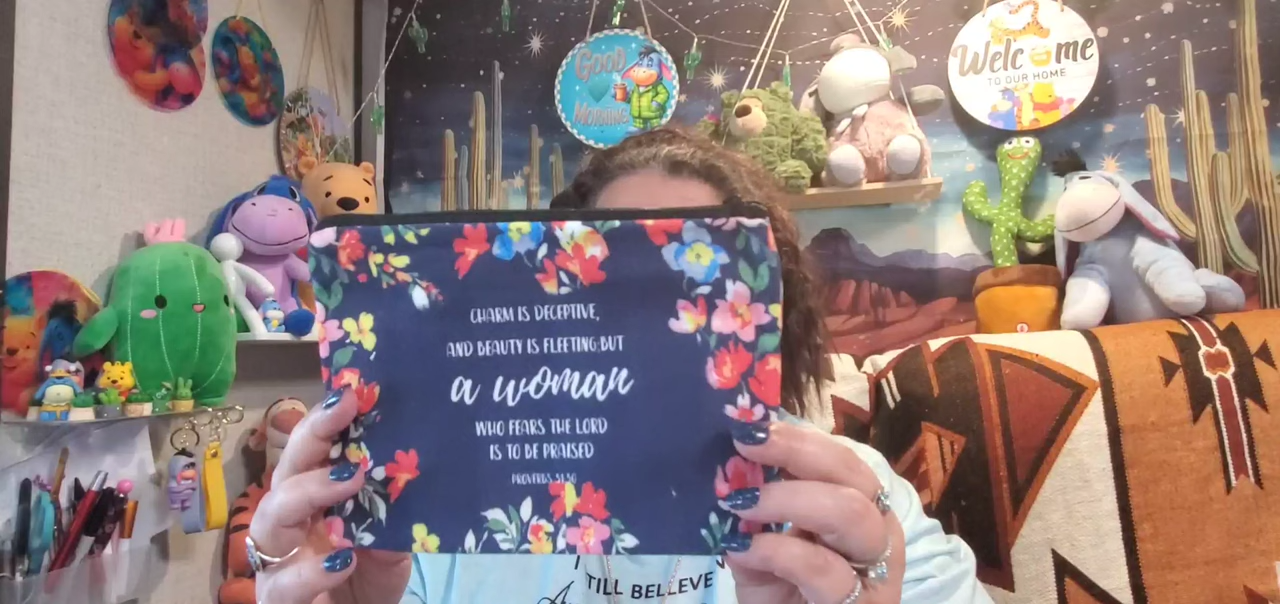 GOOD
MORNING
Welcome
TO OUR HOME
CHARM IS DECEPTIVE,
AND BEAUTY IS FLEETING;BUT
a woman
WHO FEARS THE LORD
IS TO BE PRAISED
PROVERBS 31:30
TILL BELIEVE